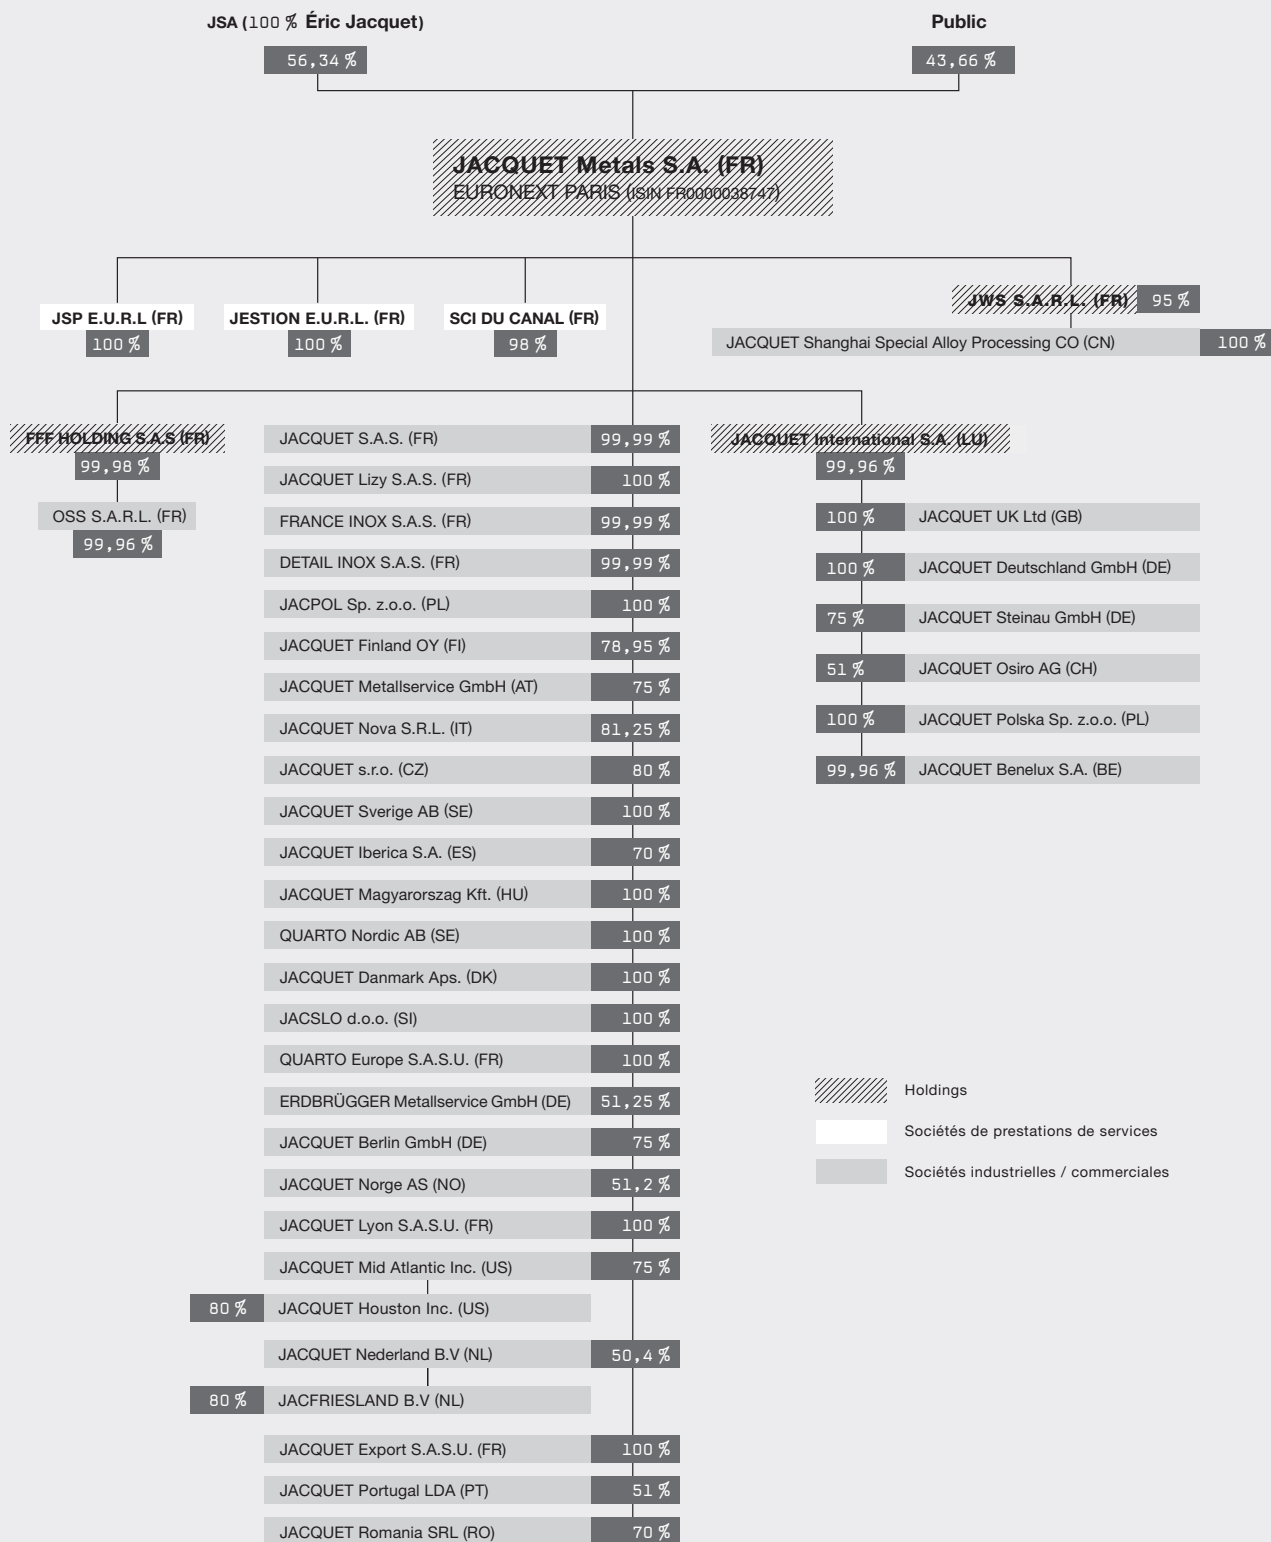 JSA (100 % Éric Jacquet)
Public
56,34 %
43,66 %
JACQUET Metals S.A. (FR)
EURONEXT PARIS (ISIN FR0000038747)
JWS S.A.R.L. (FR) 95 %
JSP E.U.R.L (FR)
JESTION E.U.R.L. (FR)
SCI DU CANAL (FR)
100 %
100 %
98 %
JACQUET Shanghai Special Alloy Processing CO (CN) 100 %
FFF HOLDING S.A.S (FR)
99,98 %
OSS S.A.R.L. (FR)
99,96 %
JACQUET S.A.S. (FR) 99,99 %
JACQUET Lizy S.A.S. (FR) 100 %
FRANCE INOX S.A.S. (FR) 99,99 %
DETAIL INOX S.A.S. (FR) 99,99 %
JACPOL Sp. z.o.o. (PL) 100 %
JACQUET Finland OY (FI) 78,95 %
JACQUET Metallservice GmbH (AT) 75 %
JACQUET Nova S.R.L. (IT) 81,25 %
JACQUET s.r.o. (CZ) 80 %
JACQUET Sverige AB (SE) 100 %
JACQUET Iberica S.A. (ES) 70 %
JACQUET Magyarorszag Kft. (HU) 100 %
QUARTO Nordic AB (SE) 100 %
JACQUET Danmark Aps. (DK) 100 %
JACSLO d.o.o. (SI) 100 %
QUARTO Europe S.A.S.U. (FR) 100 %
ERDBRÜGGER Metallservice GmbH (DE) 51,25 %
JACQUET Berlin GmbH (DE) 75 %
JACQUET Norge AS (NO) 51,2 %
JACQUET Lyon S.A.S.U. (FR) 100 %
JACQUET Mid Atlantic Inc. (US) 75 %
80 % JACQUET Houston Inc. (US)
JACQUET Nederland B.V (NL) 50,4 %
80 % JACFRIESLAND B.V (NL)
JACQUET Export S.A.S.U. (FR) 100 %
JACQUET Portugal LDA (PT) 51 %
JACQUET Romania SRL (RO) 70 %
JACQUET International S.A. (LU)
99,96 %
100 % JACQUET UK Ltd (GB)
100 % JACQUET Deutschland GmbH (DE)
75 % JACQUET Steinau GmbH (DE)
51 % JACQUET Osiro AG (CH)
100 % JACQUET Polska Sp. z.o.o. (PL)
99,96 % JACQUET Benelux S.A. (BE)
Holdings
Sociétés de prestations de services
Sociétés industrielles / commerciales